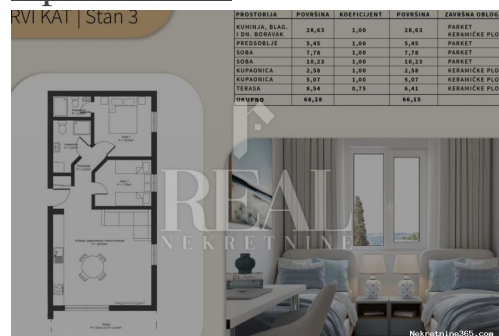 RVI KAT | Stan 3
PROSTORIJA POVRŠINA KOEFICIJENT POVRŠINA ZAVRŠNA OBLOG
KUHINJA, BLAG. I DN. BORAVAK 28,63 1,00 28,63 PARKET KERAMIČKE PLO
PREDSOBLJE 5,45 1,00 5,45 PARKET
SOBA 7,78 1,00 7,78 PARKET
SOBA 10,23 1,00 10,23 PARKET
KUPAONICA 2,58 1,00 2,58 KERAMIČKE PLO
KUPAONICA 5,07 1,00 5,07 KERAMIČKE PLO
TERASA 8,54 0,75 6,41 KERAMIČKE PLO
UKUPNO 68,28 66,15
REAL
NEKRETNINE
Nekretnine365.com